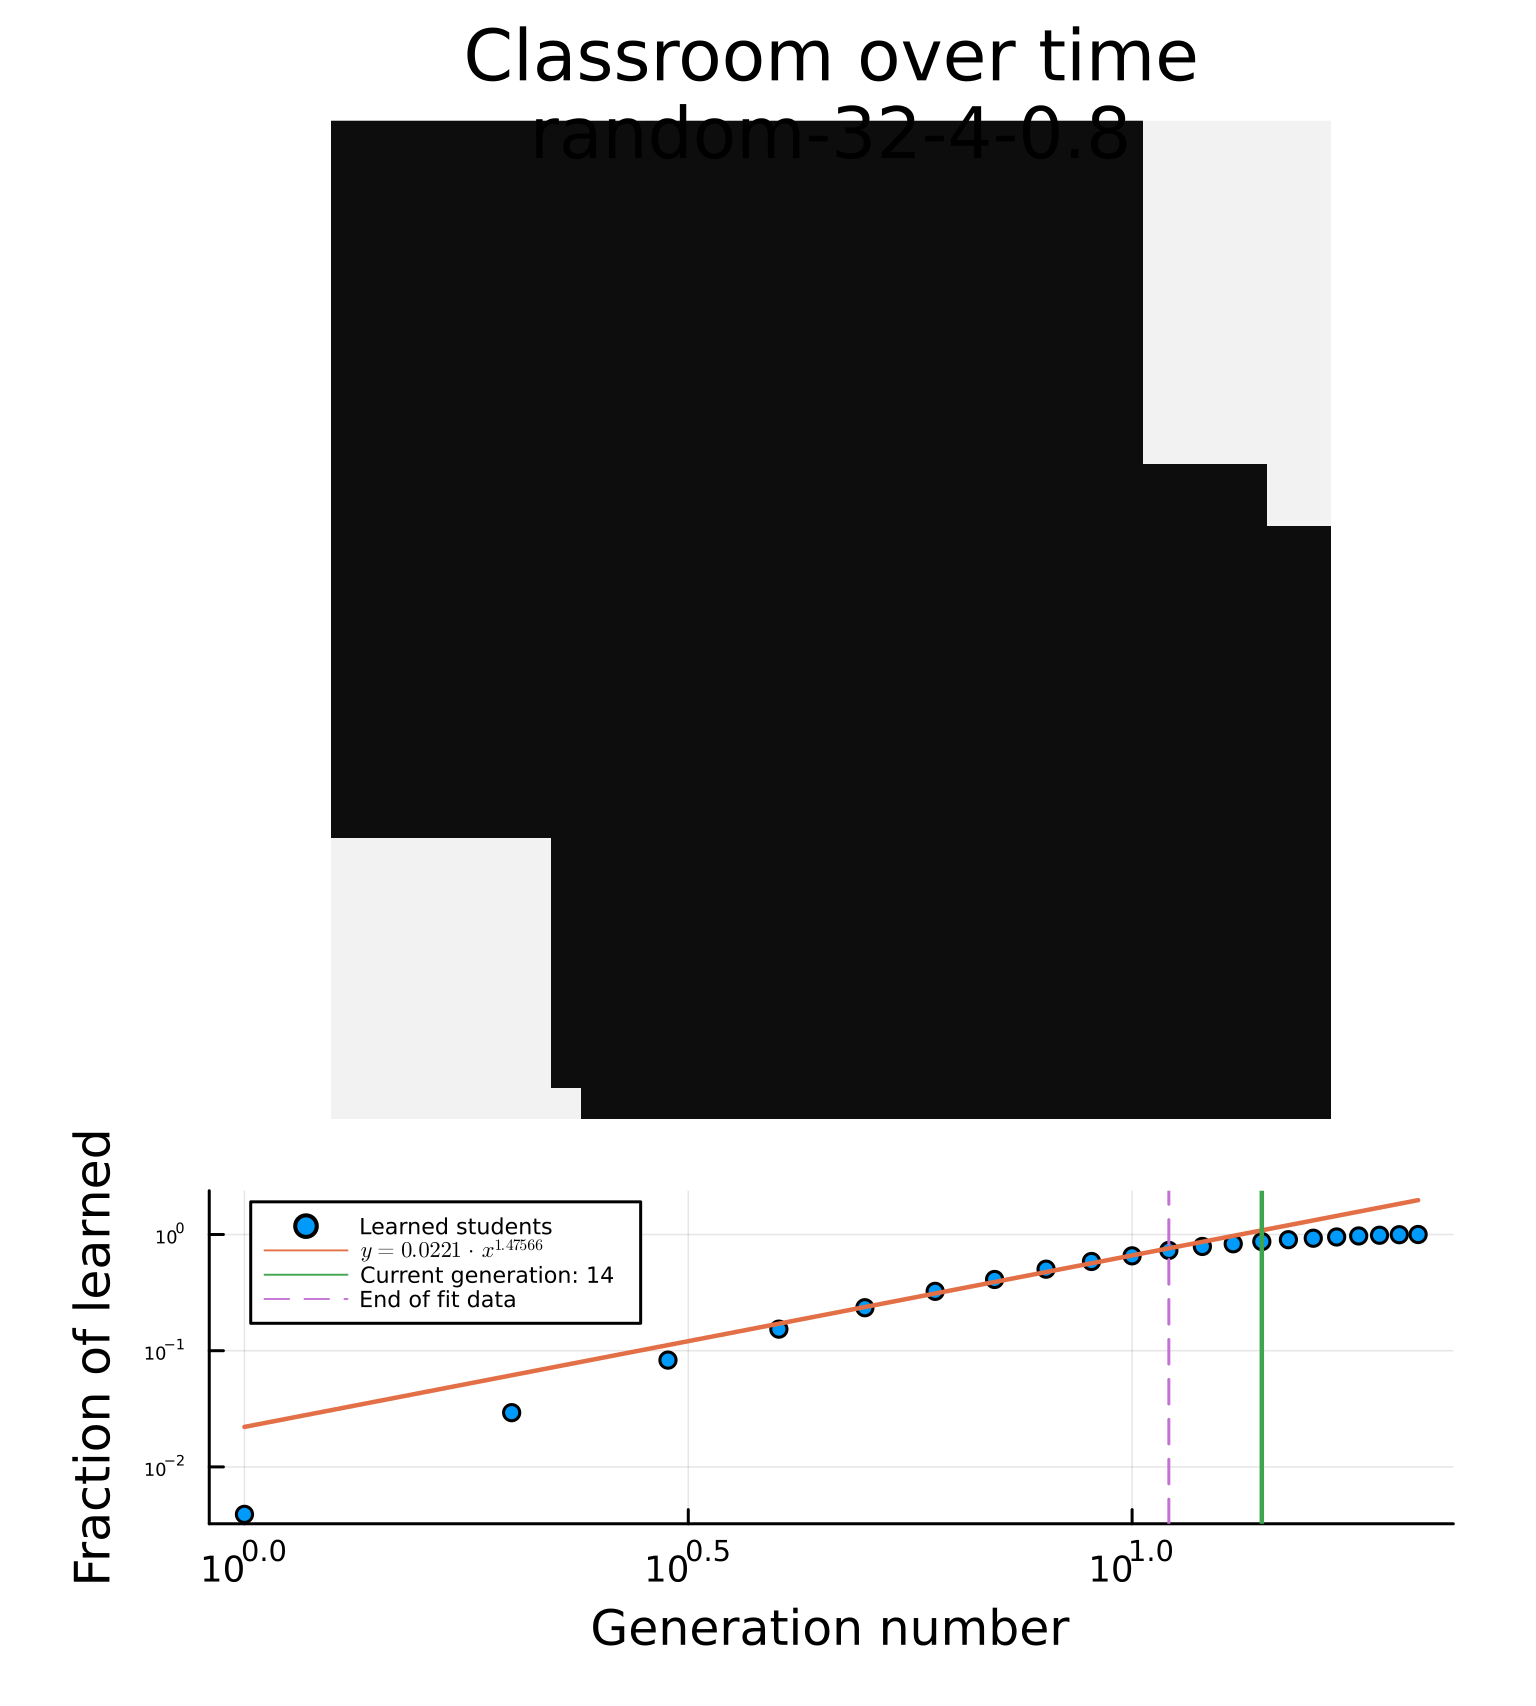 Classroom over time
random-32-4-0.8
Fraction of learned
10^0
10^−1
10^−2
Learned students
y = 0.0221 · x^1.47566
Current generation: 14
End of fit data
10^0.0
10^0.5
10^1.0
Generation number